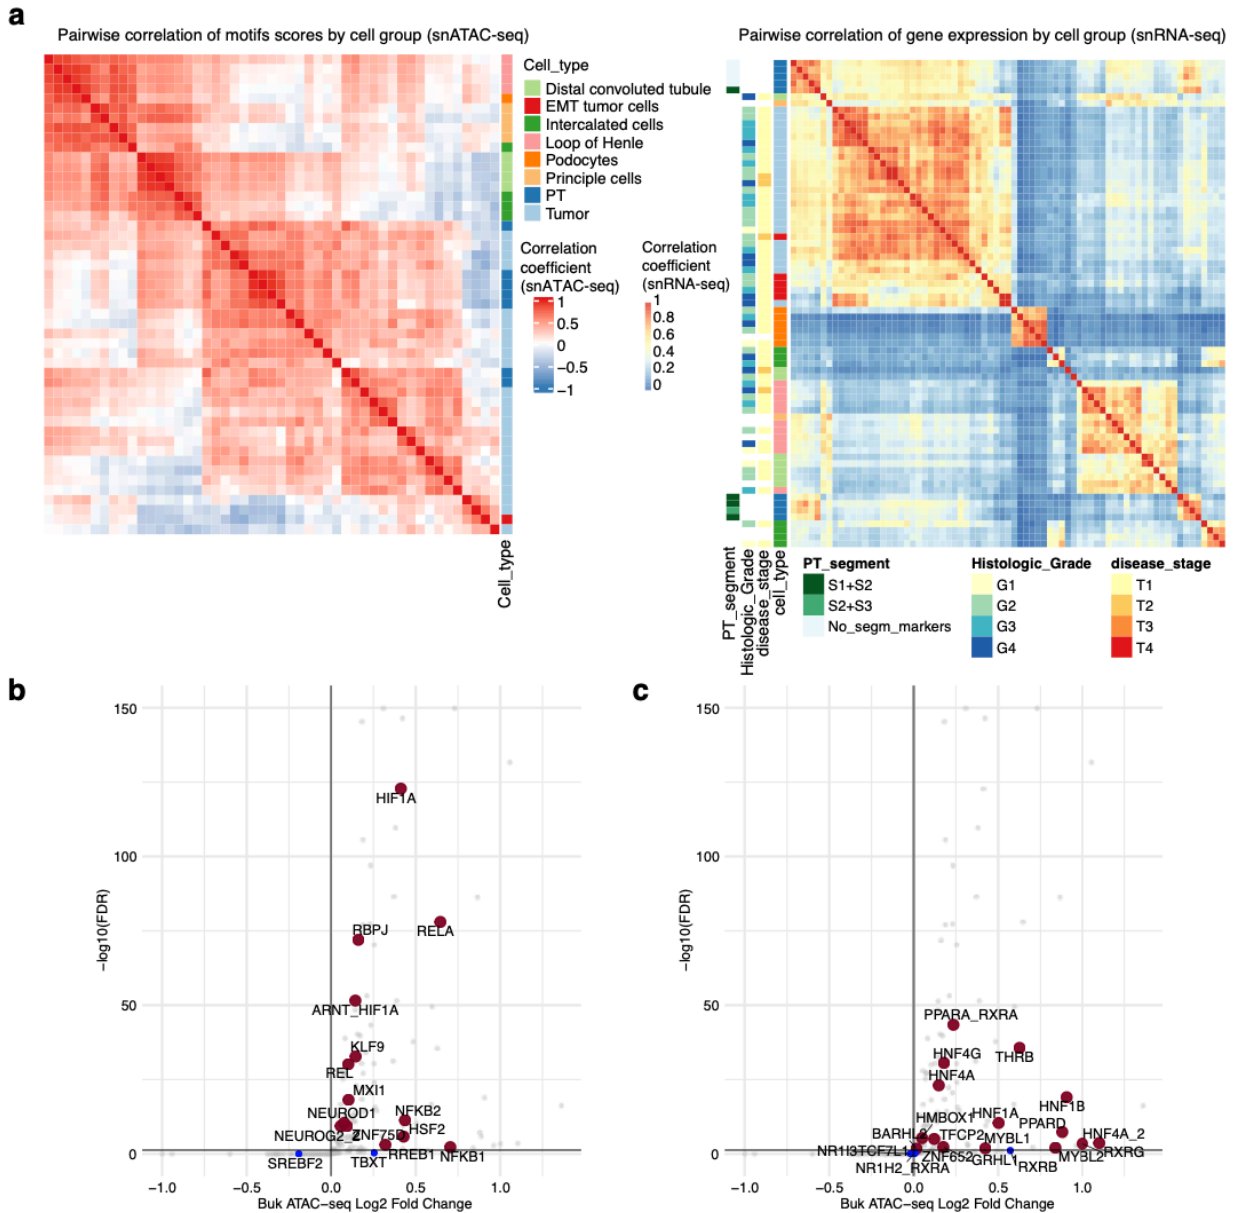 a
Pairwise correlation of motifs scores by cell group (snATAC-seq)
Pairwise correlation of gene expression by cell group (snRNA-seq)
Cell_type
Distal convoluted tubule
EMT tumor cells
Intercalated cells
Loop of Henle
Podocytes
Principle cells
PT
Tumor
Correlation
coefficient
(snATAC-seq)
1
0.5
0
−0.5
−1
Correlation
coefficient
(snRNA-seq)
1
0.8
0.6
0.4
0.2
0
Cell_type
PT_segment
Histologic_Grade
disease_stage
cell_type
PT_segment
S1+S2
S2+S3
No_segm_markers
Histologic_Grade
G1
G2
G3
G4
disease_stage
T1
T2
T3
T4
b
150
100
50
0
−log10(FDR)
HIF1A
RBPJ
RELA
ARNT_HIF1A
KLF9
REL
MXI1
NEUROD1
NFKB2
NEUROG2_2
ZNF75D
HSF2
RREB1
NFKB1
SREBF2
TBXT
−1.0
−0.5
0.0
0.5
1.0
Buk ATAC−seq Log2 Fold Change
c
150
100
50
0
−log10(FDR)
PPARA_RXRA
HNF4G
THRB
HNF4A
HNF1B
HMBOX1
HNF1A
PPARD
BARHL2
TFCP2
MYBL1
HNF4A_2
NR1I3
TCF7L1
ZNF652
GRHL1
MYBL2
RXRG
NR1H2_RXRA
RXRB
−1.0
−0.5
0.0
0.5
1.0
Buk ATAC−seq Log2 Fold Change